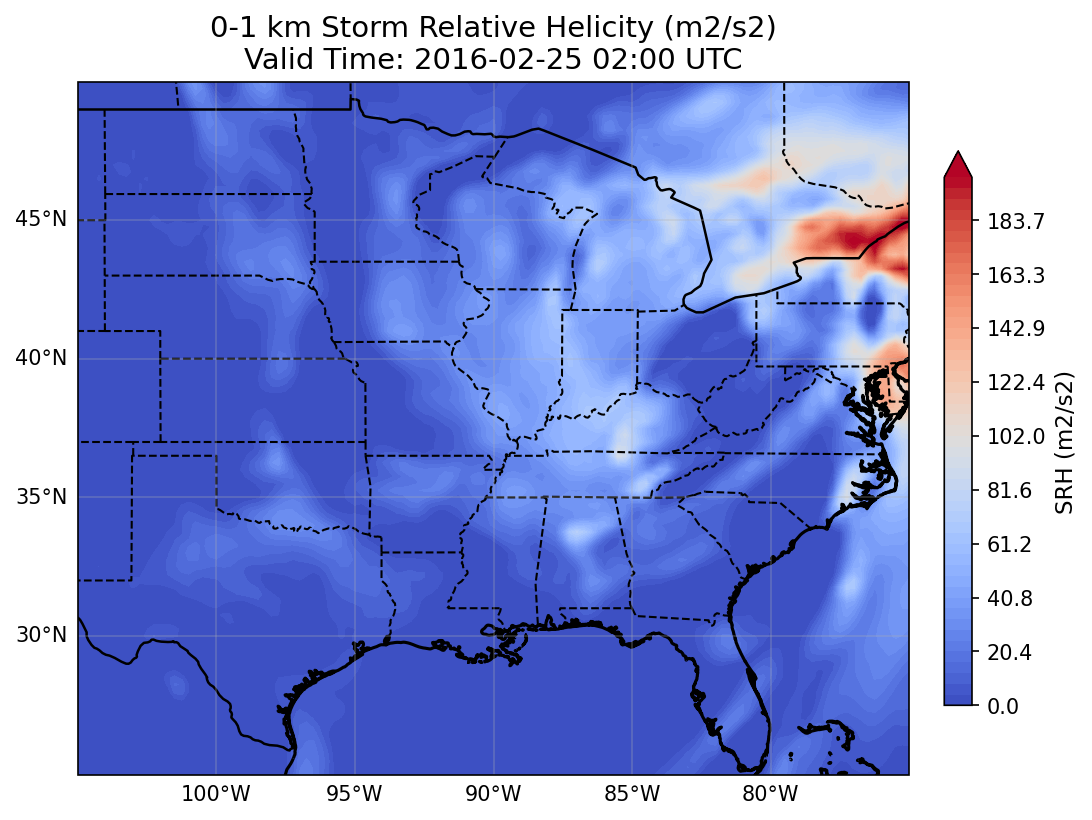 0-1 km Storm Relative Helicity (m2/s2)
Valid Time: 2016-02-25 02:00 UTC
45°N
40°N
35°N
30°N
100°W
95°W
90°W
85°W
80°W
183.7
163.3
142.9
122.4
102.0
81.6
61.2
40.8
20.4
0.0
SRH (m2/s2)